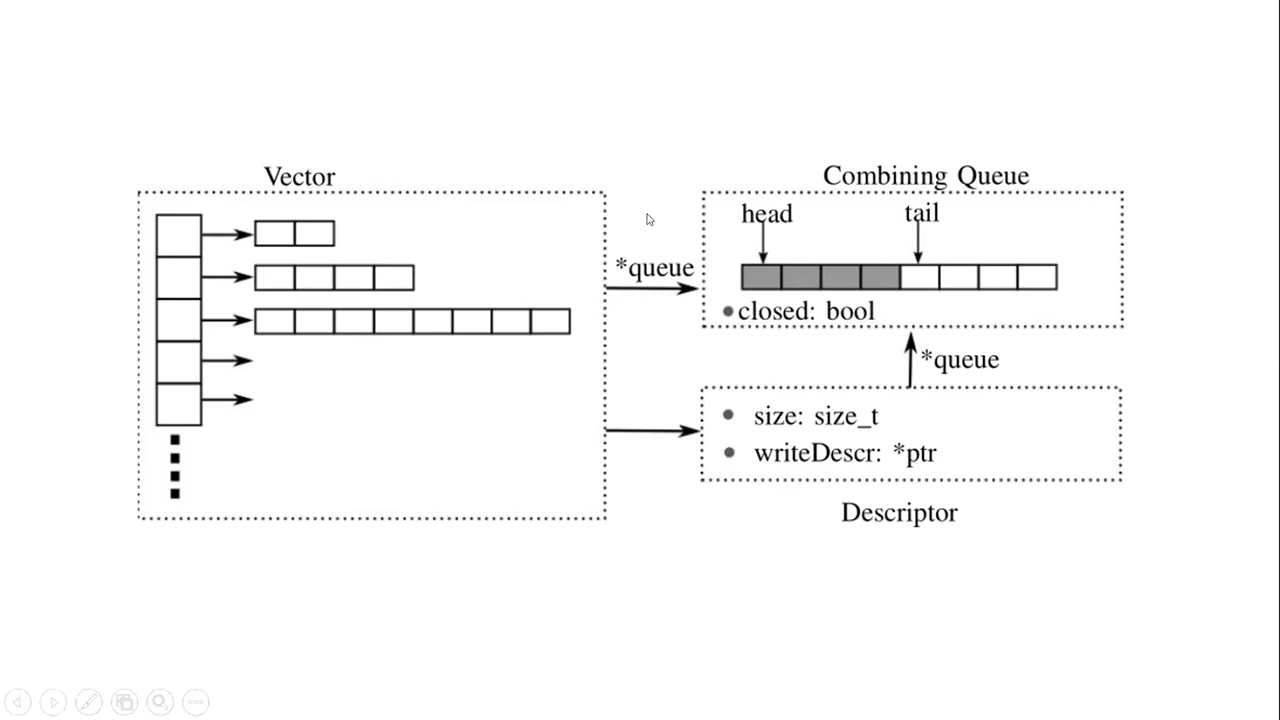 Vector
Combining Queue
head
tail
*queue
closed: bool
*queue
size: size_t
writeDescr: *ptr
Descriptor